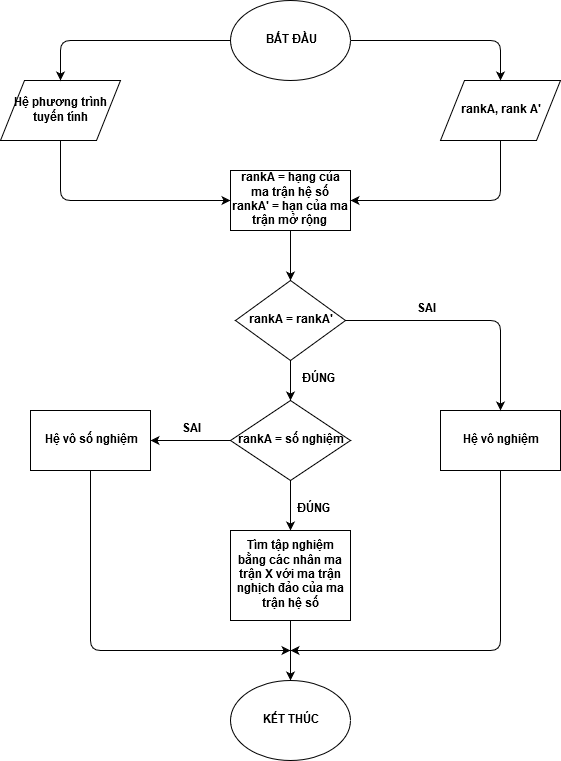 BẤT ĐẦU
Hệ phương trình
tuyến tính
rankA, rank A'
rankA = hạng của
ma trận hệ số
rankA' = hạn của ma
trận mở rộng
rankA = rankA'
SAI
ĐÚNG
Hệ vô số nghiệm
SAI
rankA = số nghiệm
Hệ vô nghiệm
ĐÚNG
Tìm tập nghiệm
bằng các nhân ma
trận X với ma trận
nghịch đảo của ma
trận hệ số
KẾT THÚC